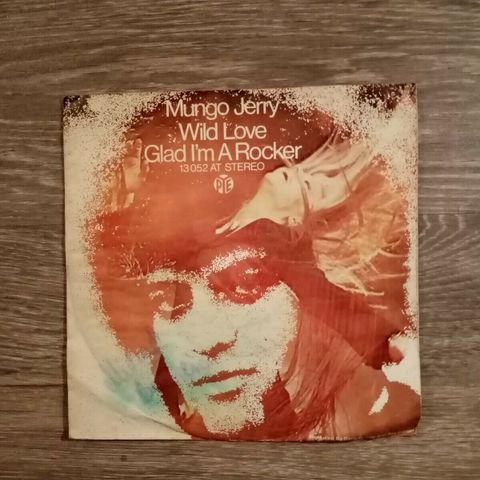 Mungo Jerry
Wild Love
Glad I'm A Rocker
13 052 AT STEREO
PYE